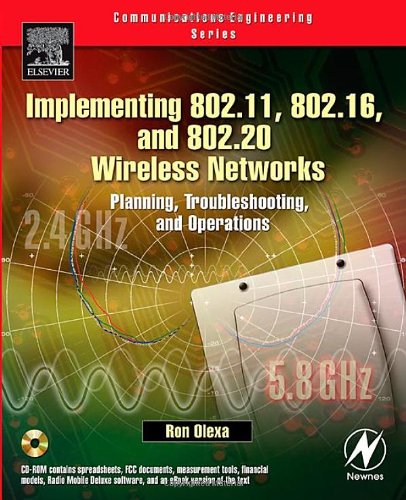 Communications Engineering
Series
ELSEVIER
Implementing 802.11, 802.16,
and 802.20
Wireless Networks
Planning, Troubleshooting,
and Operations
2.4 GHz
5.8 GHz
Ron Olexa
CD-ROM contains spreadsheets, FCC documents, measurement tools, financial
models, Radio Mobile Deluxe software, and an eBook version of the text
Newnes